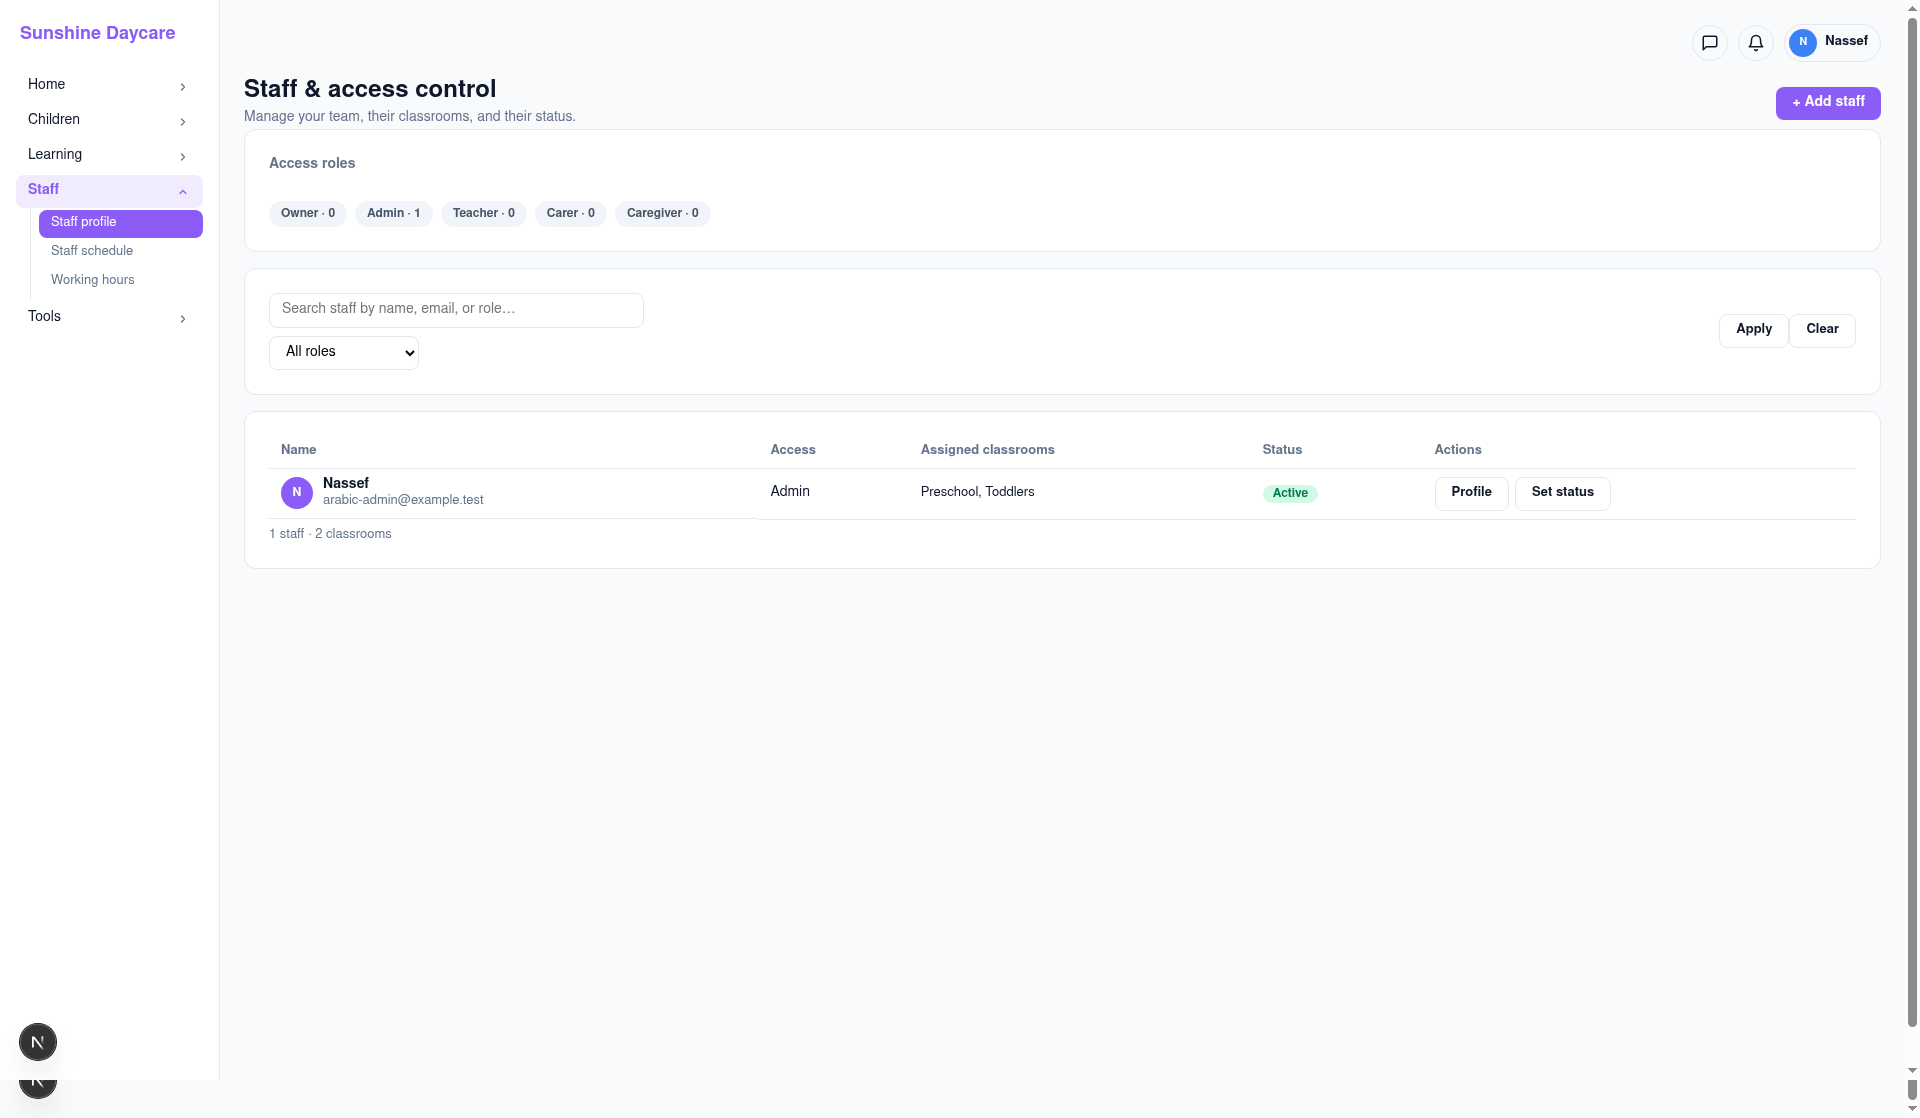 Sunshine Daycare
Home
Children
Learning
Staff
Staff profile
Staff schedule
Working hours
Tools
N
Nassef
Staff & access control
Manage your team, their classrooms, and their status.
+ Add staff
Access roles
Owner · 0
Admin · 1
Teacher · 0
Carer · 0
Caregiver · 0
Search staff by name, email, or role…
All roles
Apply
Clear
Name Access Assigned classrooms Status Actions
N
Nassef
arabic-admin@example.test
Admin
Preschool, Toddlers
Active
Profile
Set status
1 staff · 2 classrooms
N
N